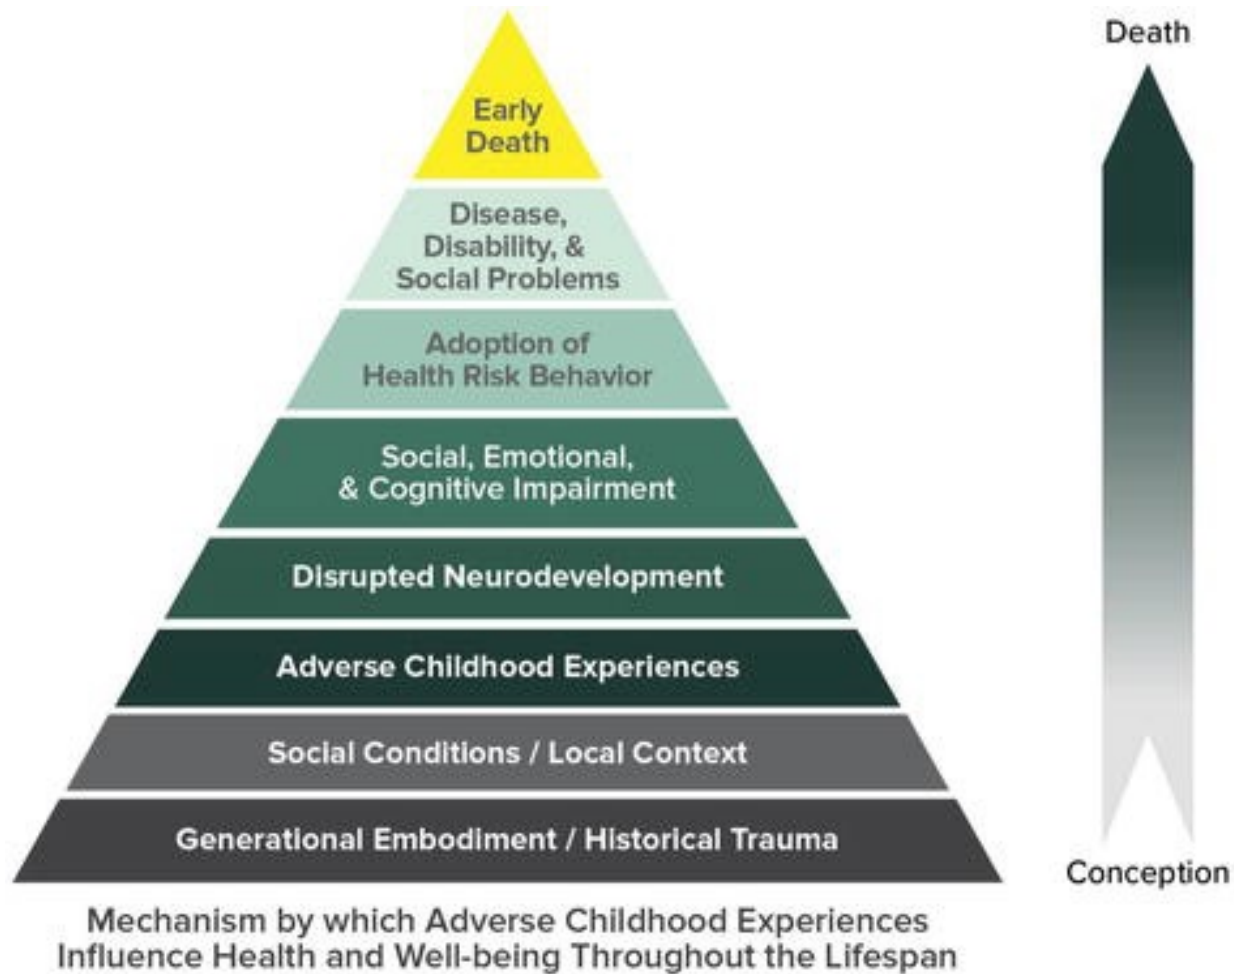 Death
Early
Death
Disease,
Disability, &
Social Problems
Adoption of
Health Risk Behavior
Social, Emotional,
& Cognitive Impairment
Disrupted Neurodevelopment
Adverse Childhood Experiences
Social Conditions / Local Context
Generational Embodiment / Historical Trauma
Conception
Mechanism by which Adverse Childhood Experiences
Influence Health and Well-being Throughout the Lifespan